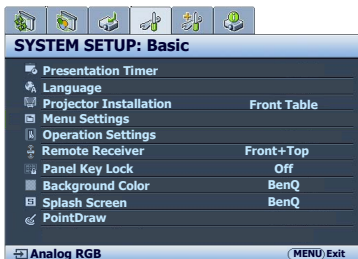 SYSTEM SETUP: Basic
Presentation Timer
Language
Projector Installation Front Table
Menu Settings
Operation Settings
Remote Receiver Front+Top
Panel Key Lock Off
Background Color BenQ
Splash Screen BenQ
PointDraw
Analog RGB MENU Exit